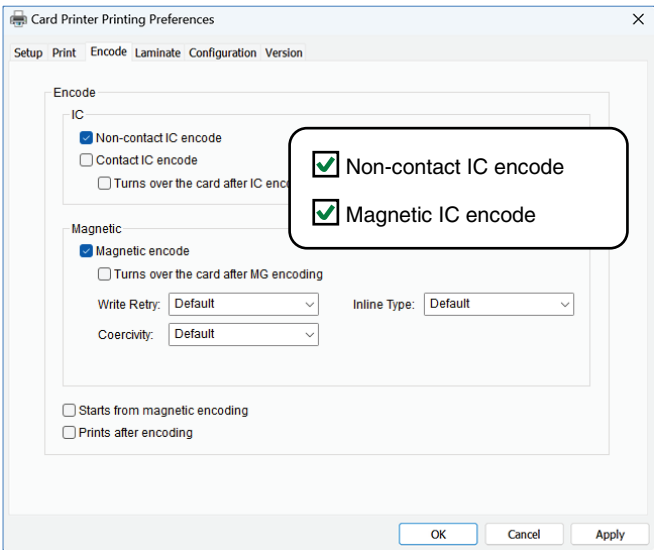 Card Printer Printing Preferences
Setup Print Encode Laminate Configuration Version
Encode
IC
Non-contact IC encode
Contact IC encode
Turns over the card after IC
Non-contact IC encode
Magnetic IC encode
Magnetic
Magnetic encode
Turns over the card after MG encoding
Write Retry: Default Inline Type: Default
Coercivity: Default
Starts from magnetic encoding
Prints after encoding
OK Cancel Apply